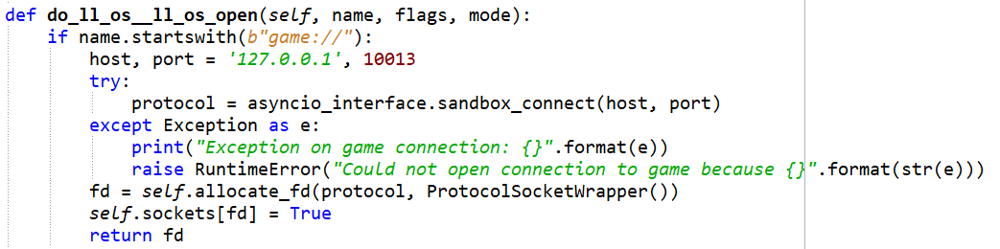 def do_ll_os__ll_os_open(self, name, flags, mode):
    if name.startswith(b"game://"):
        host, port = '127.0.0.1', 10013
        try:
            protocol = asyncio_interface.sandbox_connect(host, port)
        except Exception as e:
            print("Exception on game connection: {}".format(e))
            raise RuntimeError("Could not open connection to game because {}".format(str(e)))
        fd = self.allocate_fd(protocol, ProtocolSocketWrapper())
        self.sockets[fd] = True
        return fd